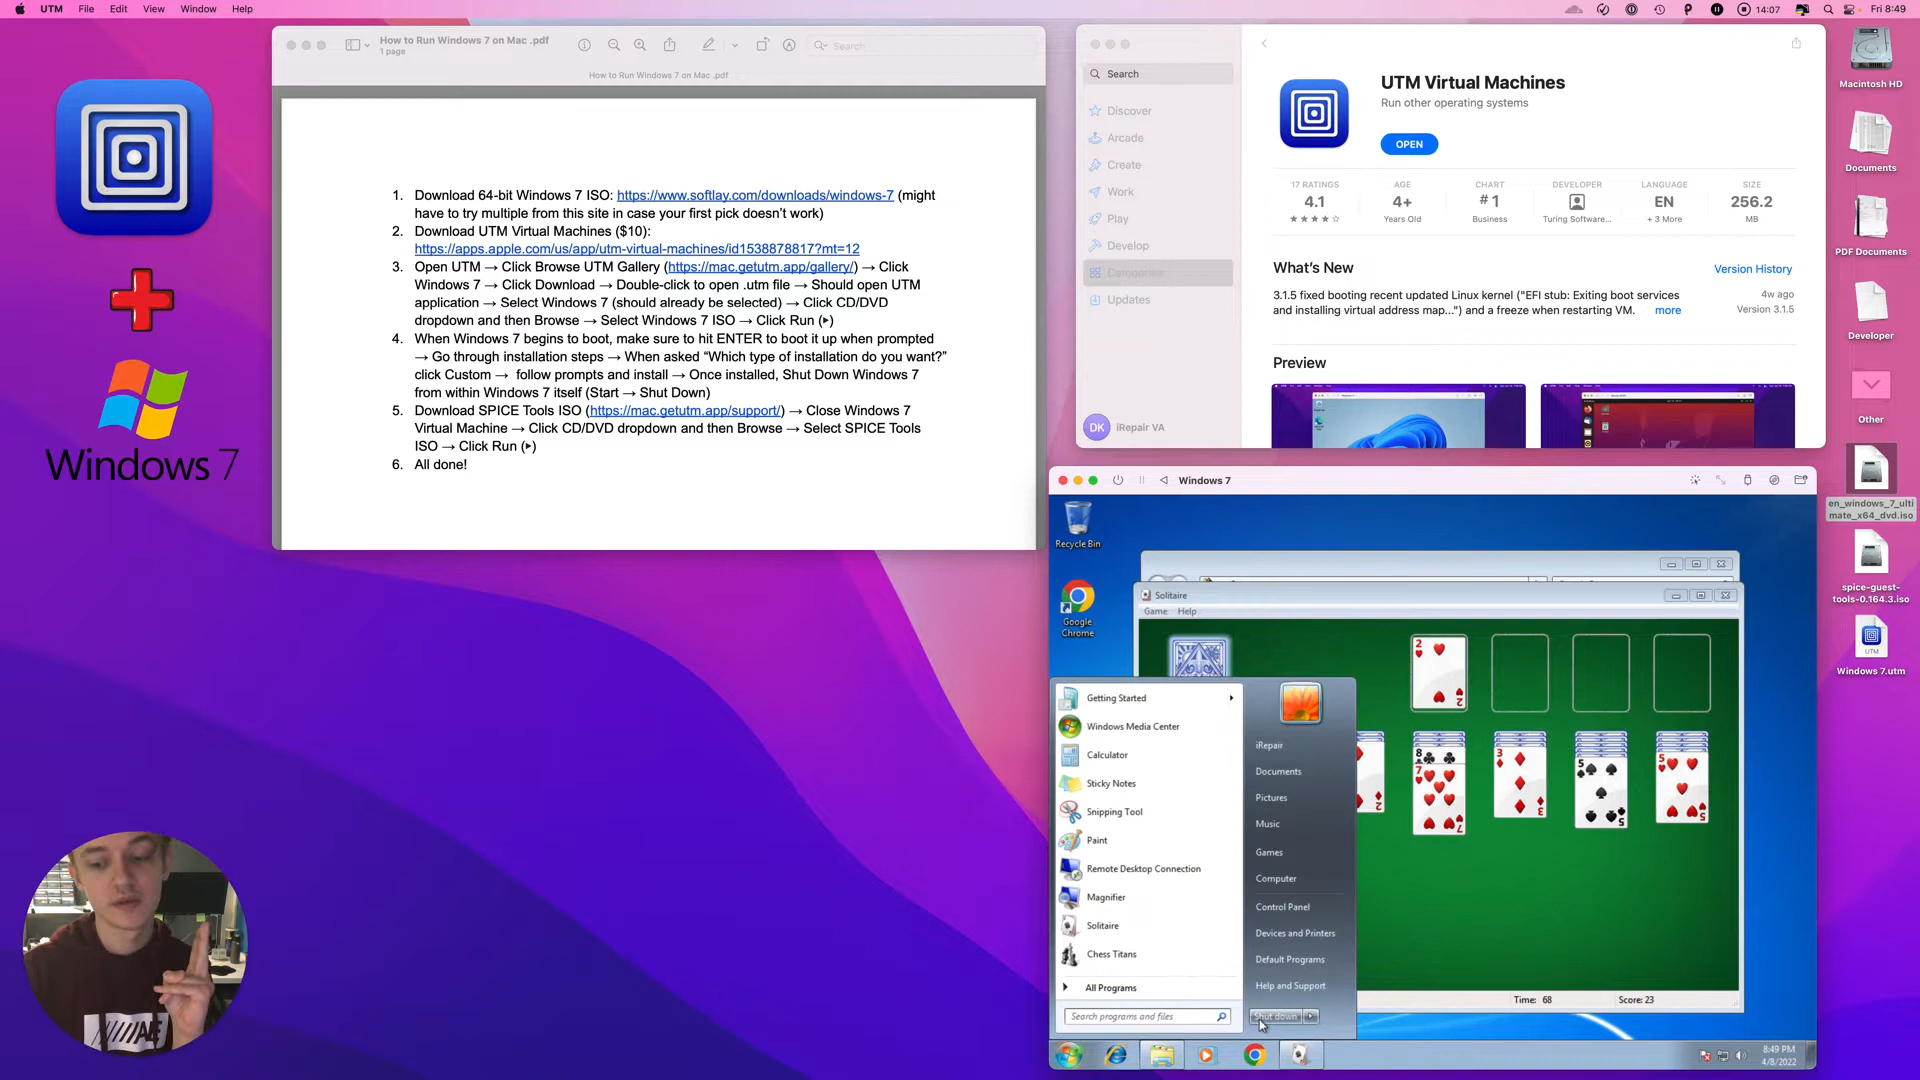 UTM File Edit View Window Help
14:07 Fri 8:49
How to Run Windows 7 on Mac .pdf
1 page
Search
How to Run Windows 7 on Mac .pdf
1. Download 64-bit Windows 7 ISO: https://www.softlay.com/downloads/windows-7 (might
have to try multiple from this site in case your first pick doesn’t work)
2. Download UTM Virtual Machines ($10):
https://apps.apple.com/us/app/utm-virtual-machines/id1538878817?mt=12
3. Open UTM → Click Browse UTM Gallery (https://mac.getutm.app/gallery/) → Click
Windows 7 → Click Download → Double-click to open .utm file → Should open UTM
application → Select Windows 7 (should already be selected) → Click CD/DVD
dropdown and then Browse → Select Windows 7 ISO → Click Run (▶)
4. When Windows 7 begins to boot, make sure to hit ENTER to boot it up when prompted
→ Go through installation steps → When asked “Which type of installation do you want?”
click Custom → follow prompts and install → Once installed, Shut Down Windows 7
from within Windows 7 itself (Start → Shut Down)
5. Download SPICE Tools ISO (https://mac.getutm.app/support/) → Close Windows 7
Virtual Machine → Click CD/DVD dropdown and then Browse → Select SPICE Tools
ISO → Click Run (▶)
6. All done!
Windows 7
Search
Discover
Arcade
Create
Work
Play
Develop
Categories
Updates
DK iRepair VA
UTM Virtual Machines
Run other operating systems
OPEN
17 RATINGS AGE CHART DEVELOPER LANGUAGE SIZE
4.1 4+ #1 EN 256.2
★★★★☆ Years Old Business Turing Software... + 3 More MB
What’s New Version History
3.1.5 fixed booting recent updated Linux kernel ("EFI stub: Exiting boot services 4w ago
and installing virtual address map...") and a freeze when restarting VM. more Version 3.1.5
Preview
Macintosh HD
Documents
PDF Documents
Developer
Other
en_windows_7_ulti
mate_x64_dvd.iso
spice-guest-
tools-0.164.3.iso
UTM
Windows 7.utm
Windows 7
Recycle Bin
Google
Chrome
Solitaire
Game Help
2 2
2
8
7 7
3 3
5 5
5 5
Time: 68 Score: 23
Getting Started
Windows Media Center
Calculator
Sticky Notes
Snipping Tool
Paint
Remote Desktop Connection
Magnifier
Solitaire
Chess Titans
All Programs
Search programs and files
iRepair
Documents
Pictures
Music
Games
Computer
Control Panel
Devices and Printers
Default Programs
Help and Support
Shut down
8:49 PM
4/8/2022